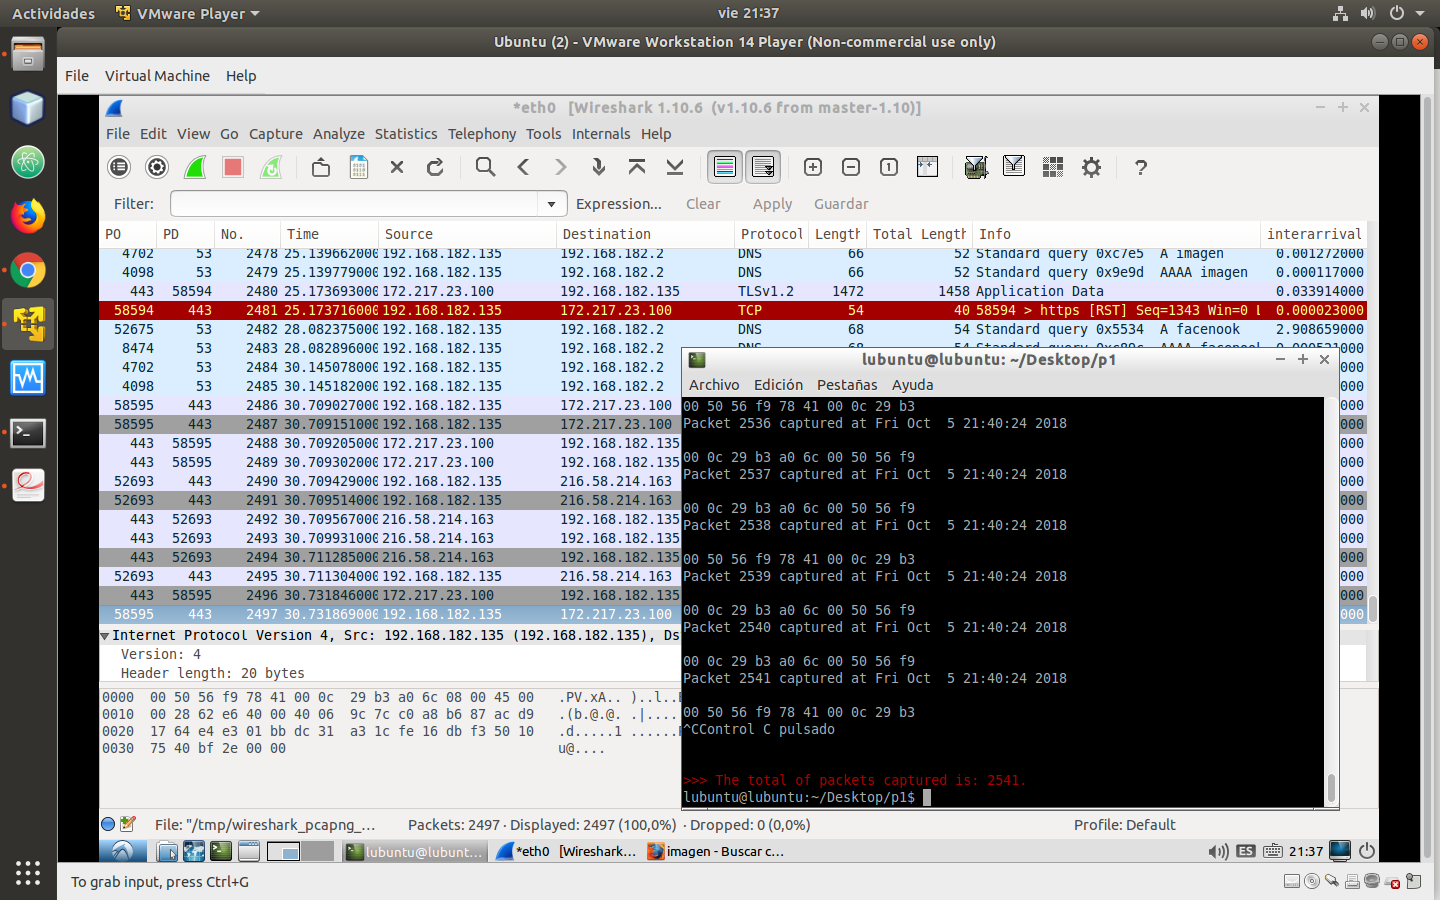 Actividades VMware Player vie 21:37
Ubuntu (2) - VMware Workstation 14 Player (Non-commercial use only)
File Virtual Machine Help
*eth0 [Wireshark 1.10.6 (v1.10.6 from master-1.10)]
File Edit View Go Capture Analyze Statistics Telephony Tools Internals Help
Filter: Expression... Clear Apply Guardar
PO PD No. Time Source Destination Protocol Length Total Length Info interarrival
4702 53 2478 25.139662000 192.168.182.135 192.168.182.2 DNS 66 52 Standard query 0xc7e5 A imagen 0.001272000
4098 53 2479 25.139779000 192.168.182.135 192.168.182.2 DNS 66 52 Standard query 0x9e9d AAAA imagen 0.000117000
443 58594 2480 25.173693000 172.217.23.100 192.168.182.135 TLSv1.2 1472 1458 Application Data 0.033914000
58594 443 2481 25.173716000 192.168.182.135 172.217.23.100 TCP 54 40 58594 > https [RST] Seq=1343 Win=0 L 0.000023000
52675 53 2482 28.082375000 192.168.182.135 192.168.182.2 DNS 68 54 Standard query 0x5534 A facenook 2.908659000
8474 53 2483 28.082896000 192.168.182.135 192.168.182.2 DNS 68 54 Standard query AAAA facenook
4702 53 2484 30.145078000 192.168.182.135 192.168.182.2 000
4098 53 2485 30.145182000 192.168.182.135 192.168.182.2 000
58595 443 2486 30.709027000 192.168.182.135 172.217.23.100 000
58595 443 2487 30.709151000 192.168.182.135 172.217.23.100 000
443 58595 2488 30.709205000 172.217.23.100 192.168.182.135 000
443 58595 2489 30.709302000 172.217.23.100 192.168.182.135 000
52693 443 2490 30.709429000 192.168.182.135 216.58.214.163 000
52693 443 2491 30.709514000 192.168.182.135 216.58.214.163 000
443 52693 2492 30.709567000 216.58.214.163 192.168.182.135 000
443 52693 2493 30.709931000 216.58.214.163 192.168.182.135 000
443 52693 2494 30.711285000 216.58.214.163 192.168.182.135 000
52693 443 2495 30.711304000 192.168.182.135 216.58.214.163 000
443 58595 2496 30.731846000 172.217.23.100 192.168.182.135 000
58595 443 2497 30.731869000 192.168.182.135 172.217.23.100 000
Internet Protocol Version 4, Src: 192.168.182.135 (192.168.182.135), Ds
Version: 4
Header length: 20 bytes
0000 00 50 56 f9 78 41 00 0c 29 b3 a0 6c 08 00 45 00 .PV.xA.. )..l..
0010 00 28 62 e6 40 00 40 06 9c 7c c0 a8 b6 87 ac d9 .(b.@.@. .|....
0020 17 64 e4 e3 01 bb dc 31 a3 1c fe 16 db f3 50 10 .d.....1 ......
0030 75 40 bf 2e 00 00 u@....
lubuntu@lubuntu: ~/Desktop/p1
Archivo Edición Pestañas Ayuda
00 50 56 f9 78 41 00 0c 29 b3
Packet 2536 captured at Fri Oct 5 21:40:24 2018
00 0c 29 b3 a0 6c 00 50 56 f9
Packet 2537 captured at Fri Oct 5 21:40:24 2018
00 0c 29 b3 a0 6c 00 50 56 f9
Packet 2538 captured at Fri Oct 5 21:40:24 2018
00 50 56 f9 78 41 00 0c 29 b3
Packet 2539 captured at Fri Oct 5 21:40:24 2018
00 0c 29 b3 a0 6c 00 50 56 f9
Packet 2540 captured at Fri Oct 5 21:40:24 2018
00 0c 29 b3 a0 6c 00 50 56 f9
Packet 2541 captured at Fri Oct 5 21:40:24 2018
00 50 56 f9 78 41 00 0c 29 b3
^CControl C pulsado
>>> The total of packets captured is: 2541.
lubuntu@lubuntu:~/Desktop/p1$
File: "/tmp/wireshark_pcapng_... Packets: 2497 · Displayed: 2497 (100,0%) · Dropped: 0 (0,0%) Profile: Default
lubuntu@lubunt... *eth0 [Wireshark... imagen - Buscar c... ES 21:37
To grab input, press Ctrl+G